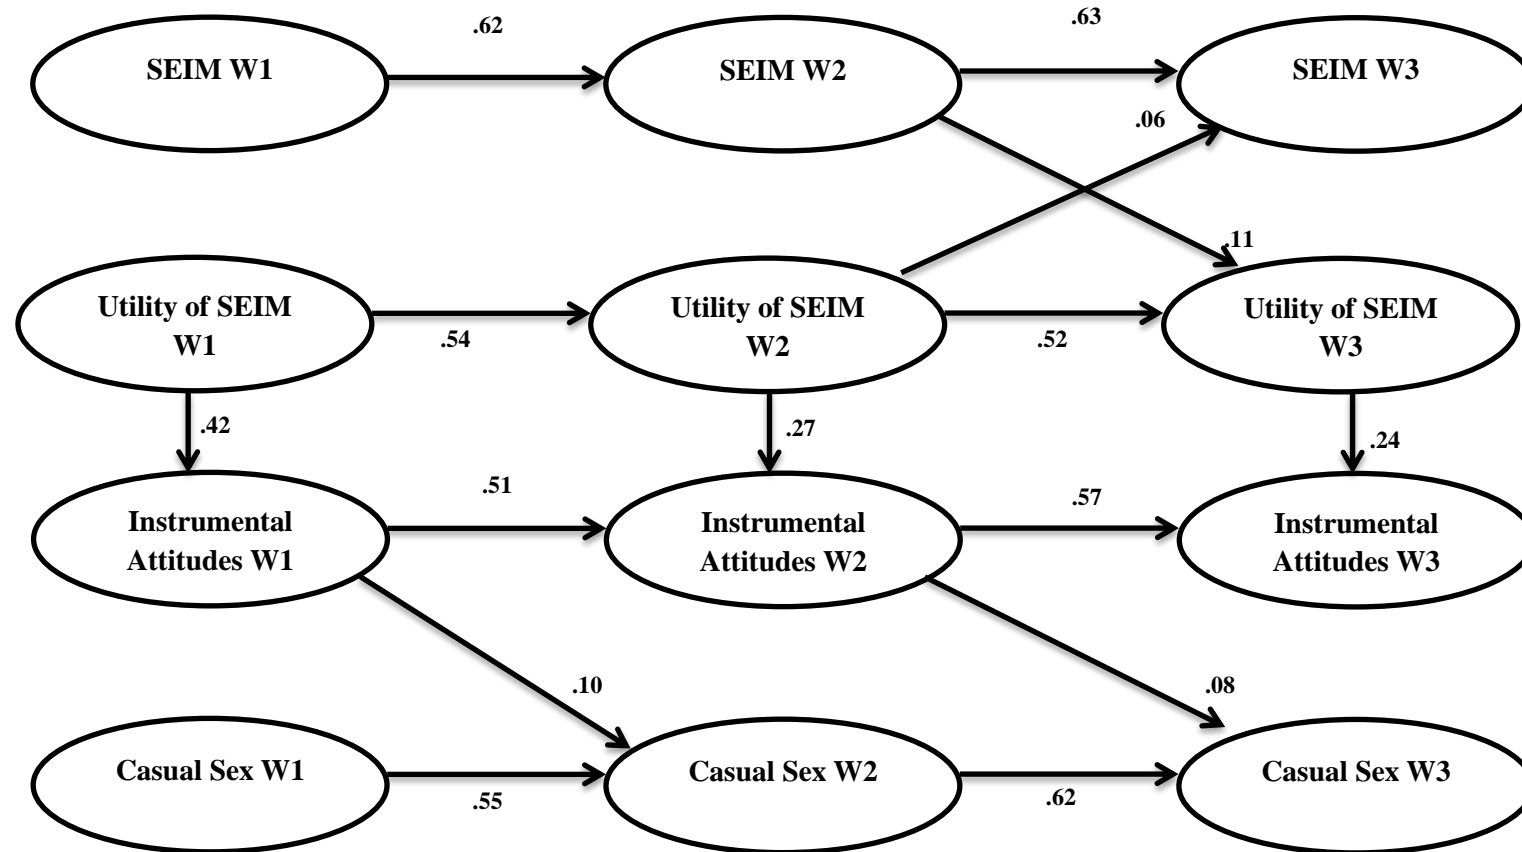 .62
.63
SEIM W1
SEIM W2
SEIM W3
.06
.11
Utility of SEIM
W1
Utility of SEIM
W2
Utility of SEIM
W3
.54
.52
.42
.27
.24
.51
.57
Instrumental
Attitudes W1
Instrumental
Attitudes W2
Instrumental
Attitudes W3
.10
.08
Casual Sex W1
Casual Sex W2
Casual Sex W3
.55
.62